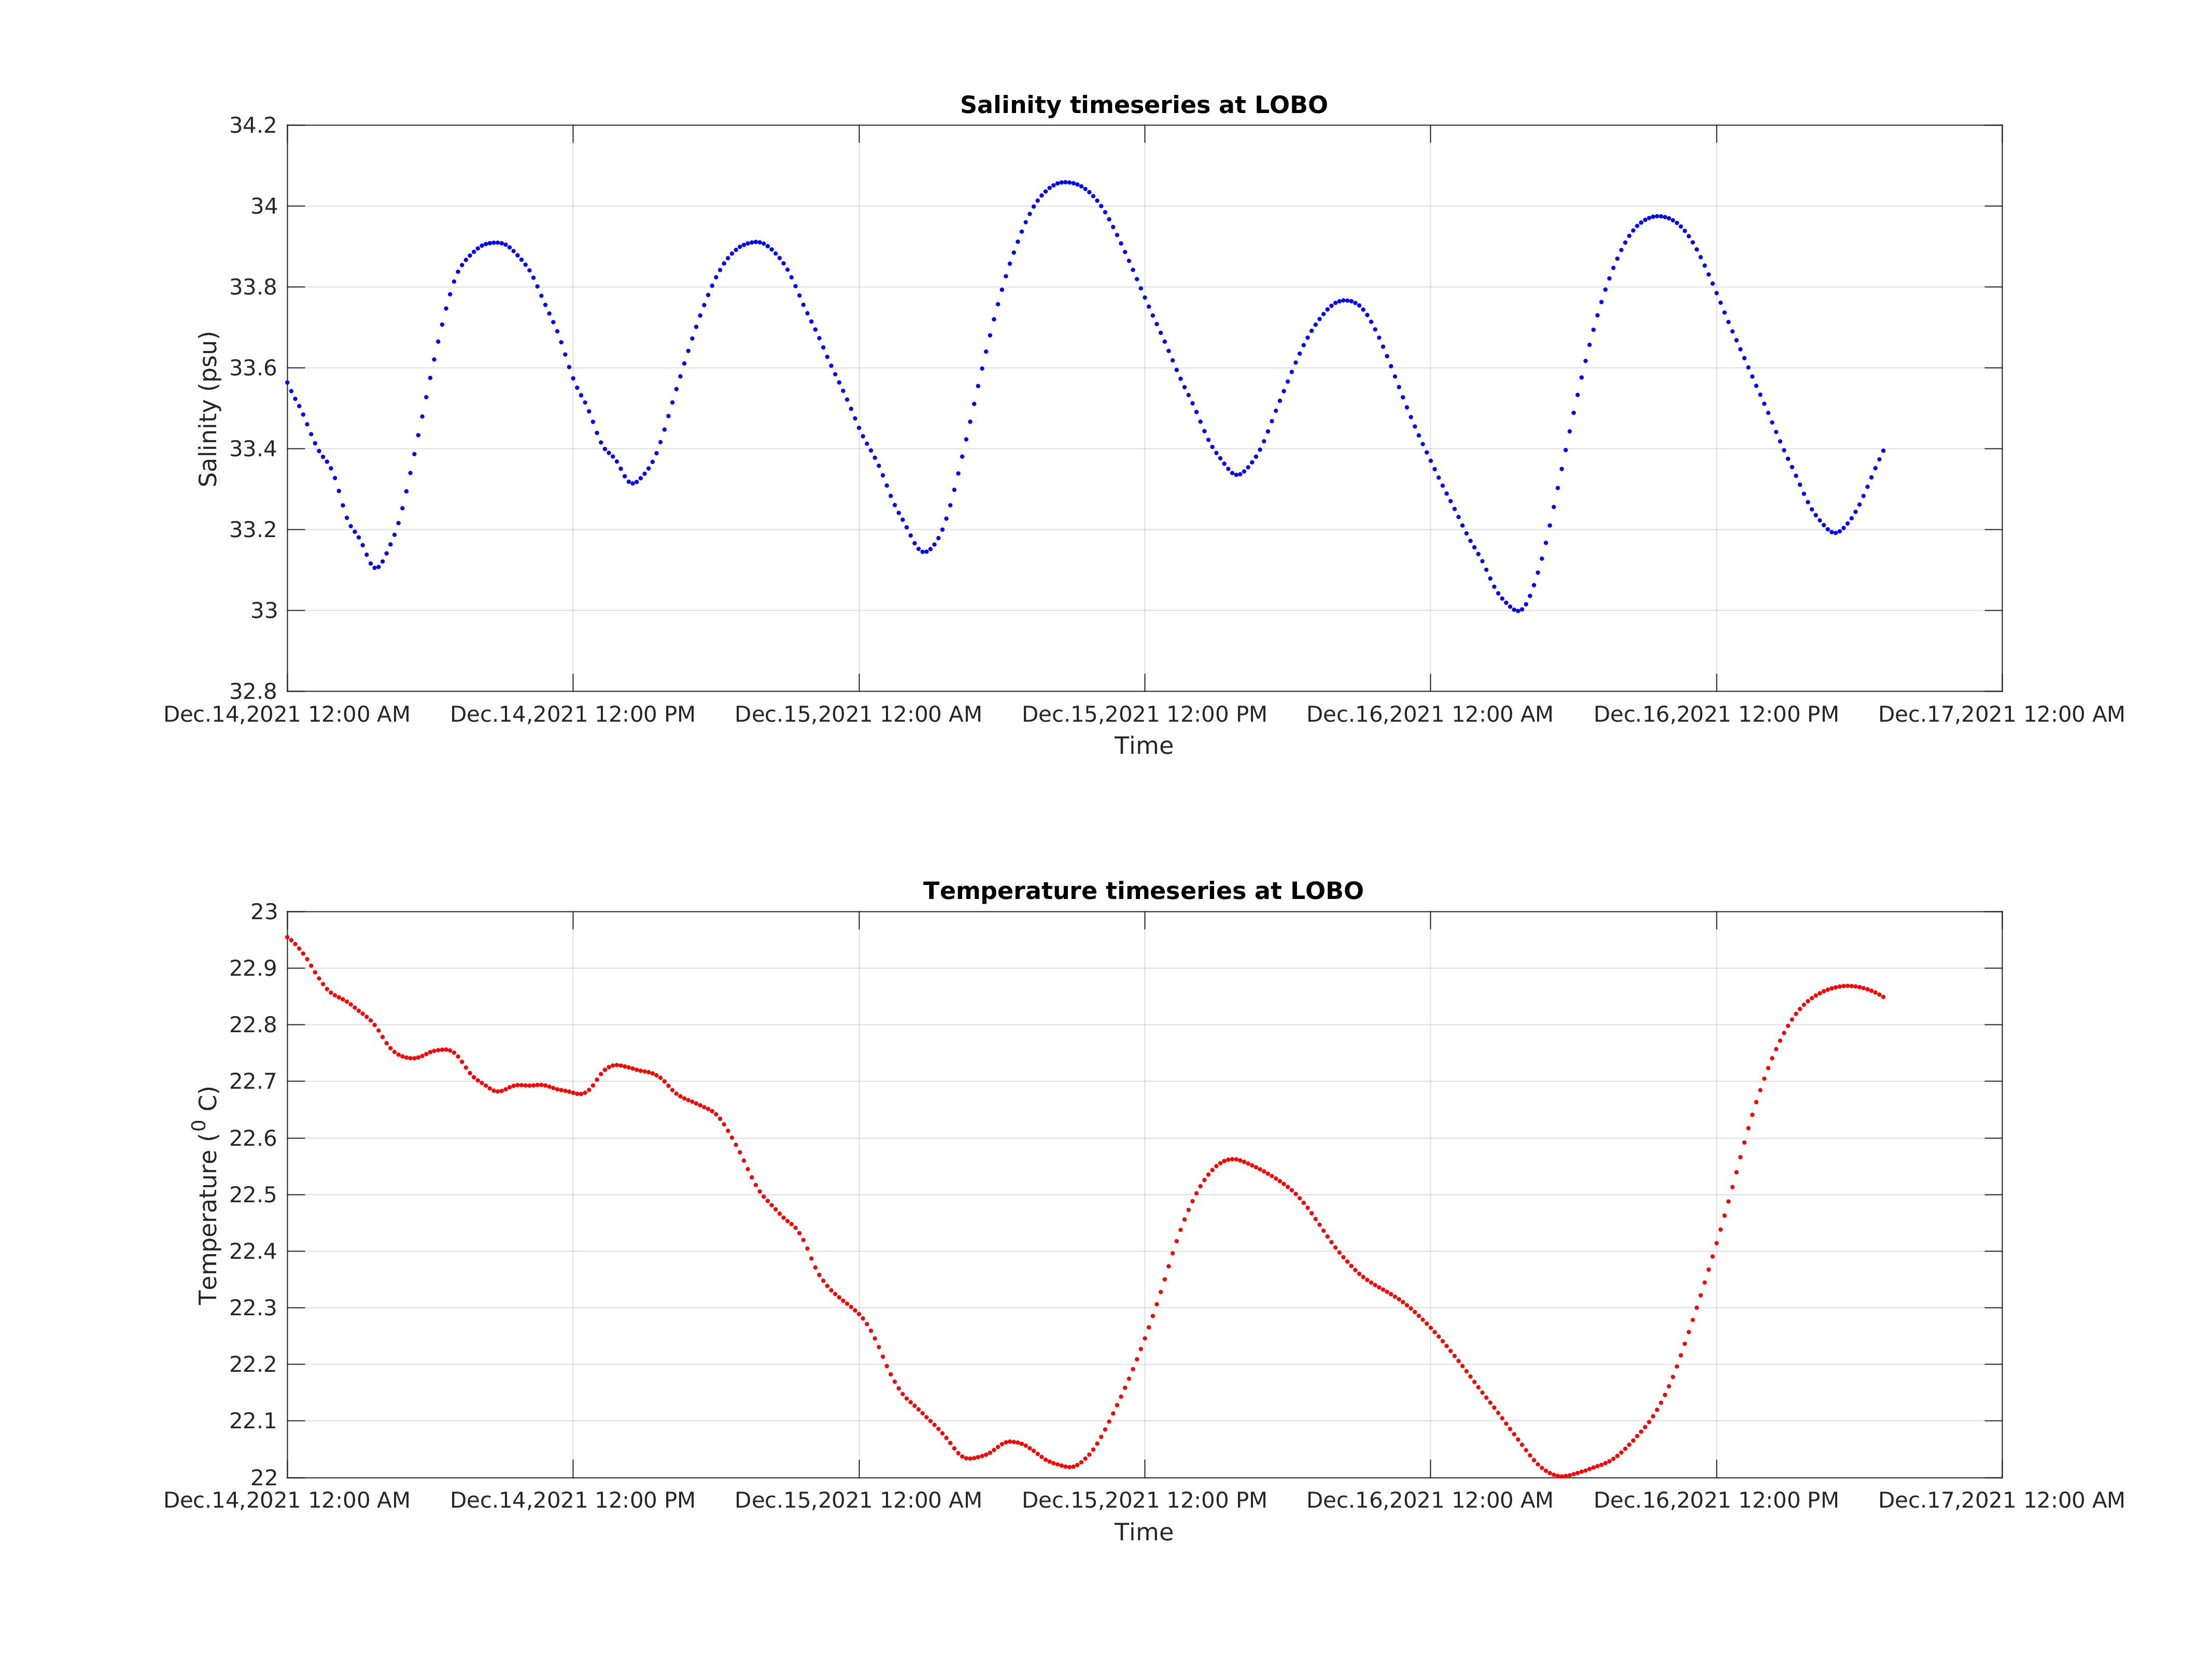 Salinity timeseries at LOBO
34.2
34
33.8
33.6
33.4
33.2
33
32.8
Salinity (psu)
Dec.14,2021 12:00 AM Dec.14,2021 12:00 PM Dec.15,2021 12:00 AM Dec.15,2021 12:00 PM Dec.16,2021 12:00 AM Dec.16,2021 12:00 PM Dec.17,2021 12:00 AM
Time
Temperature timeseries at LOBO
23
22.9
22.8
22.7
22.6
22.5
22.4
22.3
22.2
22.1
22
Temperature (⁰ C)
Dec.14,2021 12:00 AM Dec.14,2021 12:00 PM Dec.15,2021 12:00 AM Dec.15,2021 12:00 PM Dec.16,2021 12:00 AM Dec.16,2021 12:00 PM Dec.17,2021 12:00 AM
Time